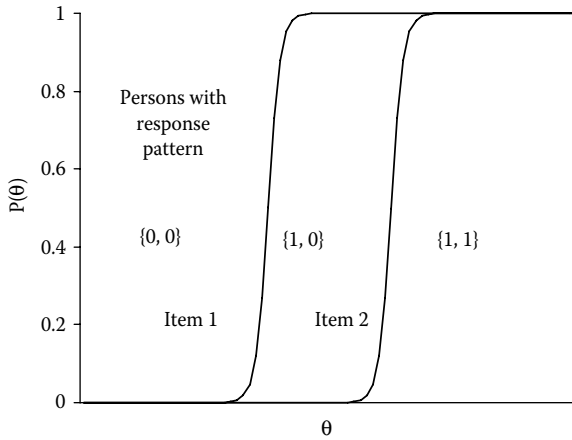 1
0.8
0.6
0.4
0.2
0
P(θ)
Persons with
response
pattern
{0, 0}
{1, 0}
{1, 1}
Item 1
Item 2
θ